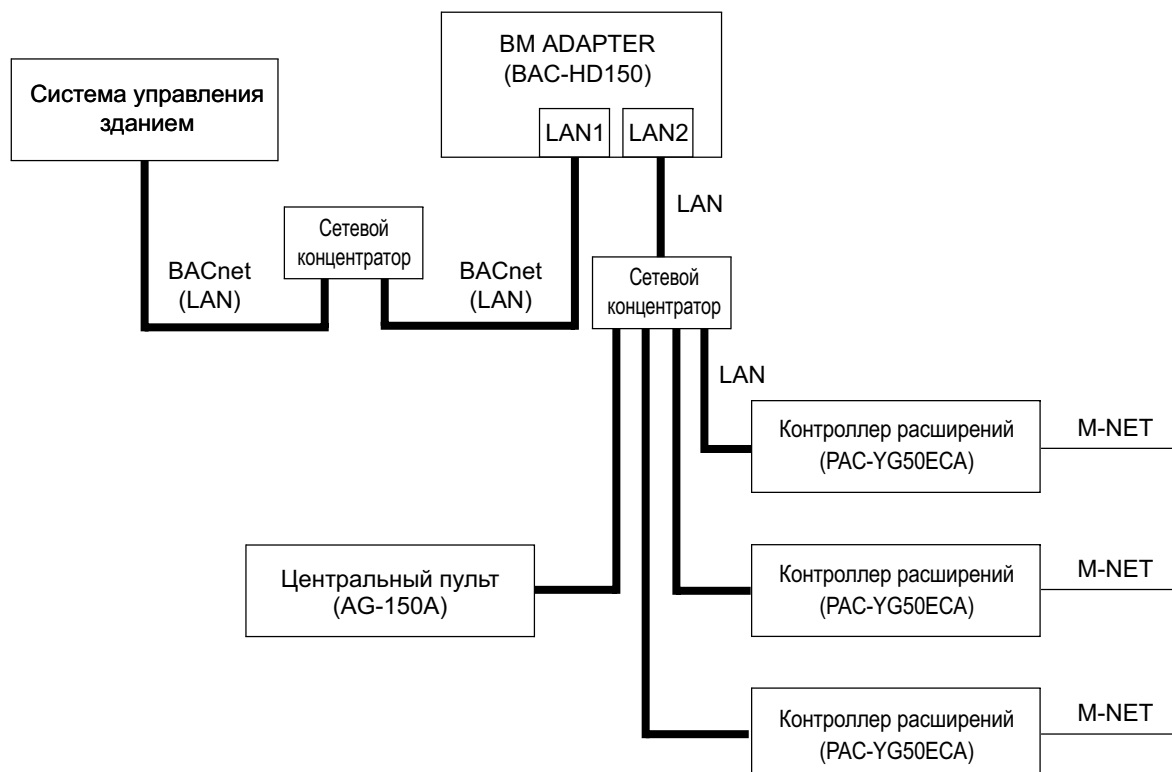 BM ADAPTER
(BAC-HD150)
LAN1
LAN2
Система управления
зданием
LAN
Сетевой
концентратор
BACnet
(LAN)
BACnet
(LAN)
Сетевой
концентратор
LAN
Контроллер расширений
(PAC-YG50ECA)
M-NET
Центральный пульт
(AG-150A)
Контроллер расширений
(PAC-YG50ECA)
M-NET
Контроллер расширений
(PAC-YG50ECA)
M-NET